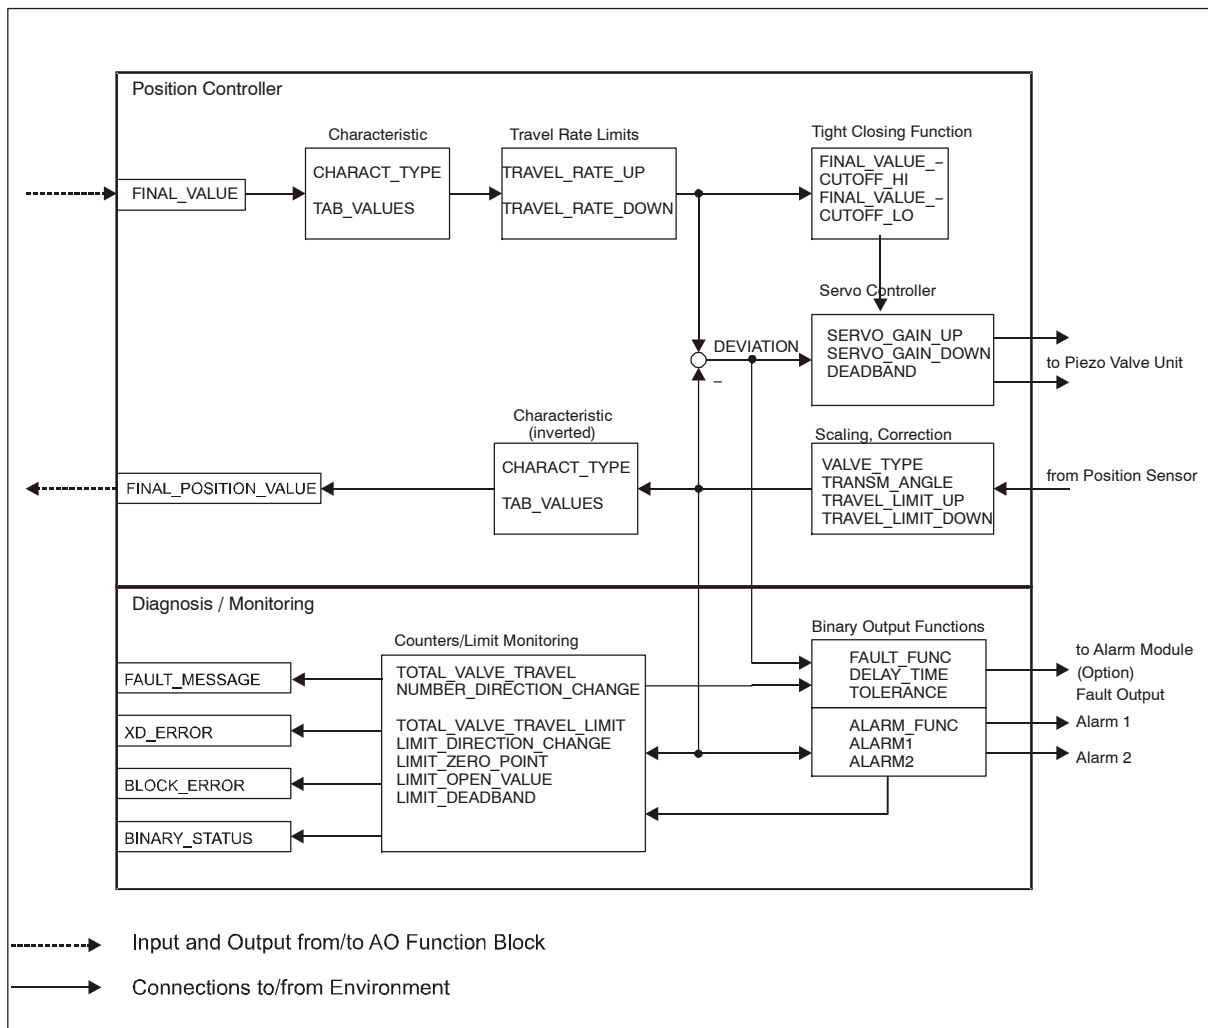 Position Controller
Characteristic
Travel Rate Limits
Tight Closing Function
CHARACT_TYPE
TAB_VALUES
TRAVEL_RATE_UP
TRAVEL_RATE_DOWN
FINAL_VALUE_–
CUTOFF_HI
FINAL_VALUE_–
CUTOFF_LO
FINAL_VALUE
Servo Controller
SERVO_GAIN_UP
SERVO_GAIN_DOWN
DEADBAND
DEVIATION
–
to Piezo Valve Unit
Characteristic
(inverted)
CHARACT_TYPE
TAB_VALUES
Scaling, Correction
VALVE_TYPE
TRANSM_ANGLE
TRAVEL_LIMIT_UP
TRAVEL_LIMIT_DOWN
from Position Sensor
FINAL_POSITION_VALUE
Diagnosis / Monitoring
Counters/Limit Monitoring
Binary Output Functions
TOTAL_VALVE_TRAVEL
NUMBER_DIRECTION_CHANGE
TOTAL_VALVE_TRAVEL_LIMIT
LIMIT_DIRECTION_CHANGE
LIMIT_ZERO_POINT
LIMIT_OPEN_VALUE
LIMIT_DEADBAND
FAULT_FUNC
DELAY_TIME
TOLERANCE
ALARM_FUNC
ALARM1
ALARM2
to Alarm Module
(Option)
Fault Output
Alarm 1
Alarm 2
FAULT_MESSAGE
XD_ERROR
BLOCK_ERROR
BINARY_STATUS
Input and Output from/to AO Function Block
Connections to/from Environment